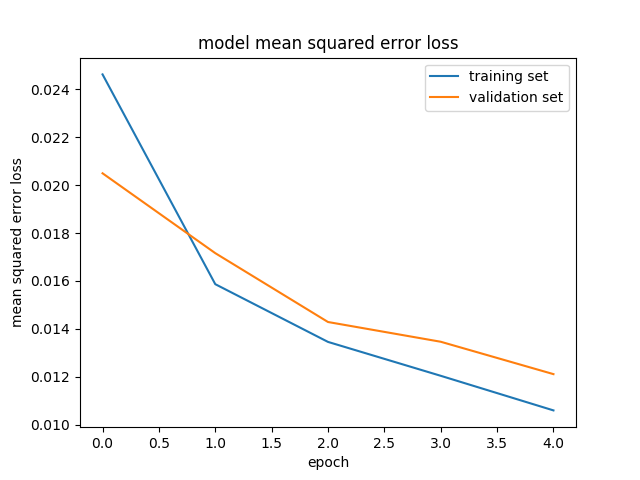 model mean squared error loss
training set
validation set
mean squared error loss
0.024
0.022
0.020
0.018
0.016
0.014
0.012
0.010
0.0 0.5 1.0 1.5 2.0 2.5 3.0 3.5 4.0
epoch